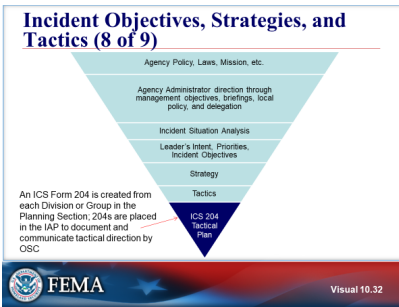 Incident Objectives, Strategies, and
Tactics (8 of 9)
Agency Policy, Laws, Mission, etc.
Agency Administrator direction through
management objectives, briefings, local
policy, and delegation
Incident Situation Analysis
Leader's Intent, Priorities,
Incident Objectives
Strategy
Tactics
ICS 204
Tactical
Plan
An ICS Form 204 is created from
each Division or Group in the
Planning Section; 204s are placed
in the IAP to document and
communicate tactical direction by
OSC
FEMA
Visual 10.32